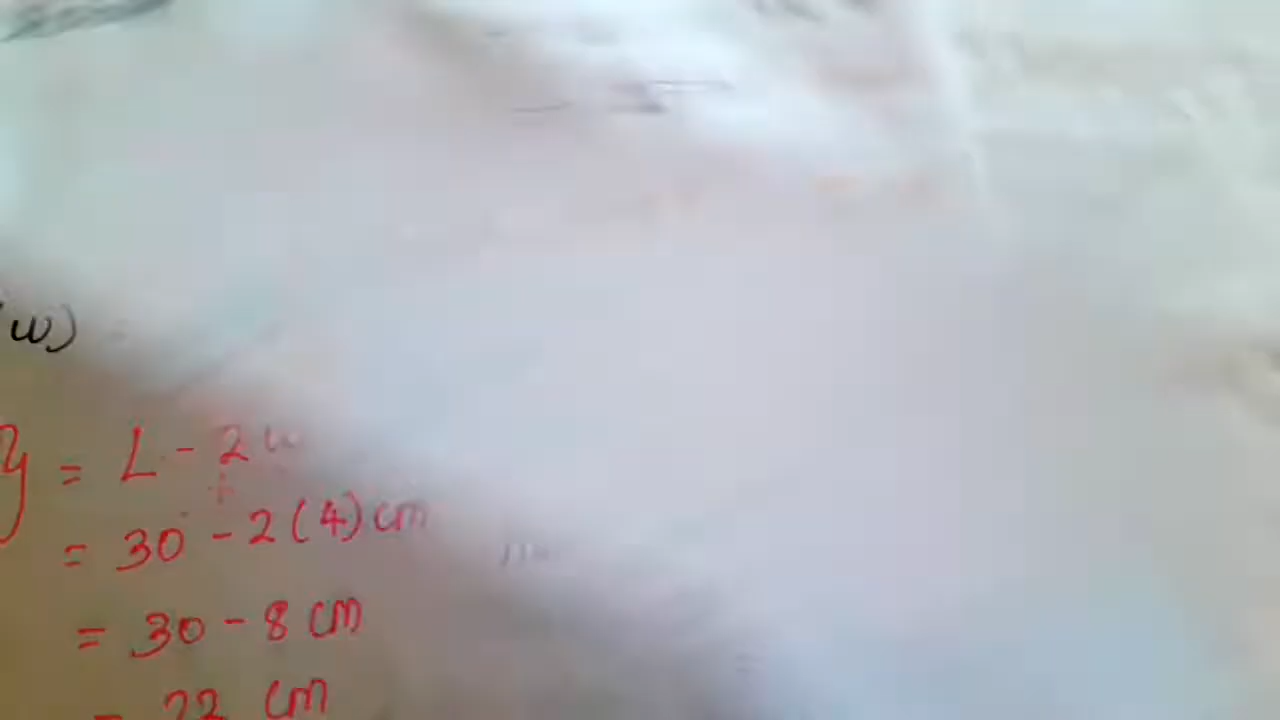 w)
y = L - 2w
= 30 - 2(4)cm
= 30 - 8 cm
= 22 cm